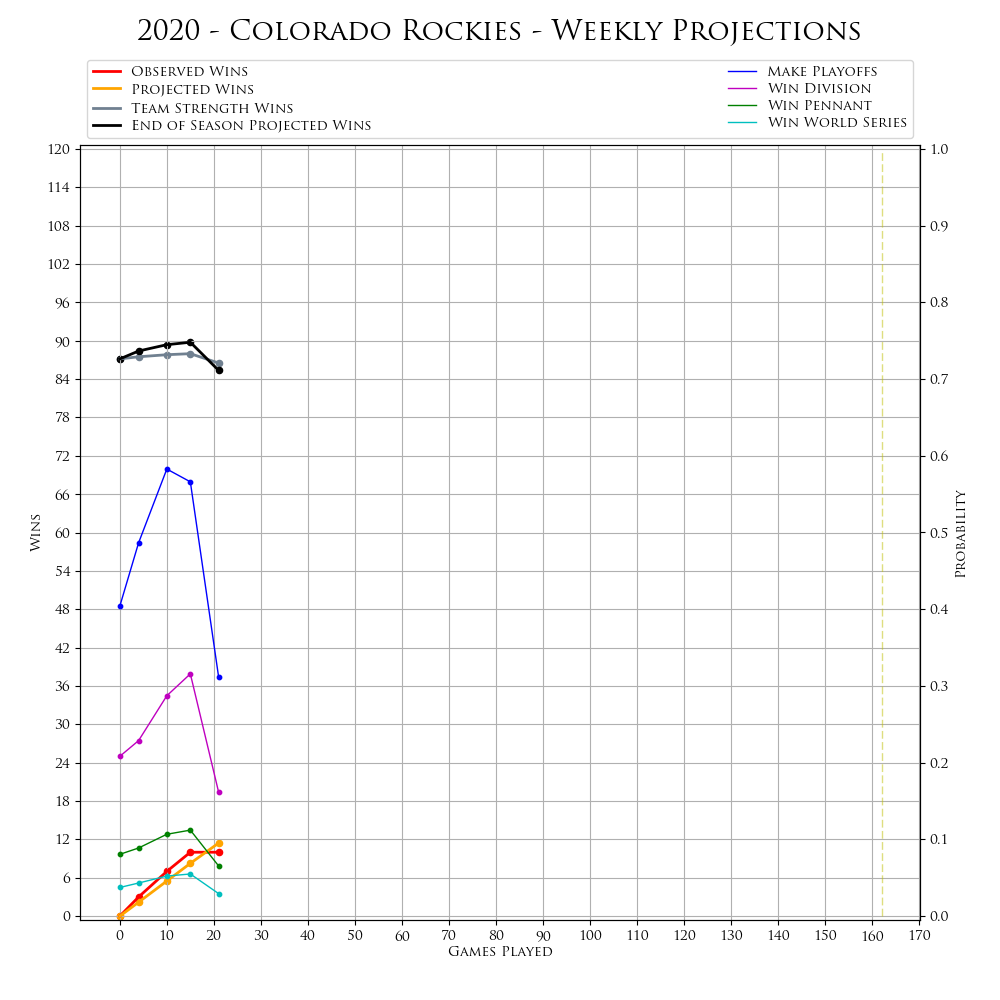 2020 - Colorado Rockies - Weekly Projections
Observed Wins
Projected Wins
Team Strength Wins
End of Season Projected Wins
Make Playoffs
Win Division
Win Pennant
Win World Series
120
114
108
102
96
90
84
78
72
66
60
54
48
42
36
30
24
18
12
6
0
Wins
1.0
0.9
0.8
0.7
0.6
0.5
0.4
0.3
0.2
0.1
0.0
Probability
0 10 20 30 40 50 60 70 80 90 100 110 120 130 140 150 160 170
Games Played